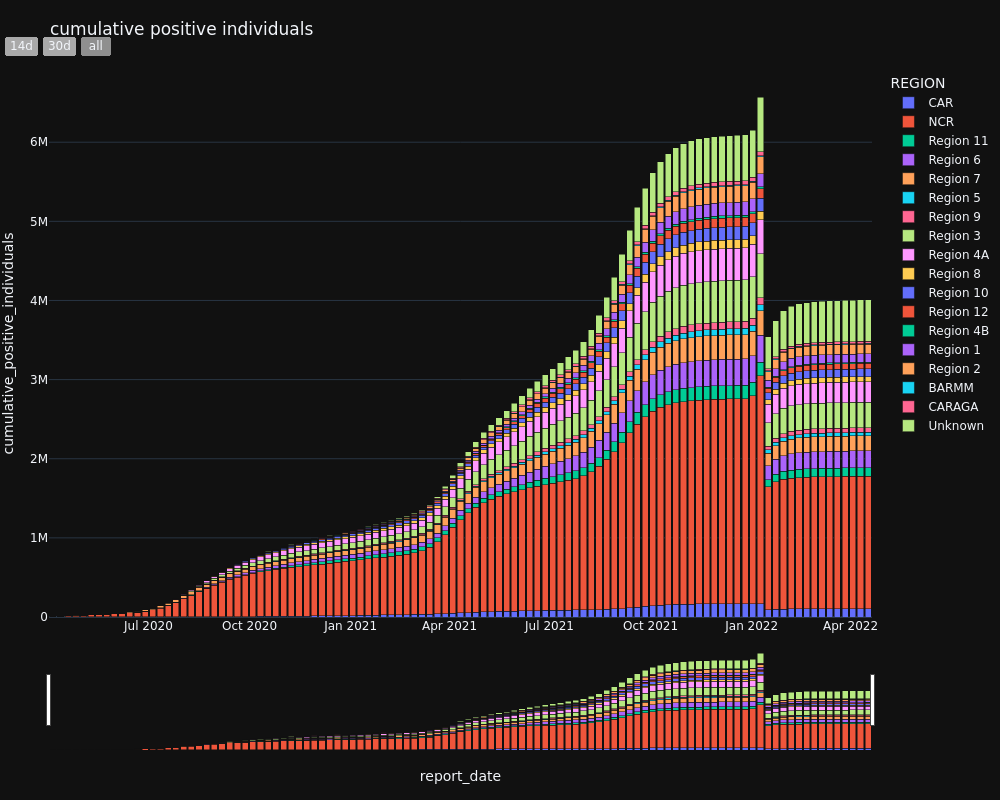 cumulative positive individuals
14d 30d all
REGION
CAR
NCR
Region 11
Region 6
Region 7
Region 5
Region 9
Region 3
Region 4A
Region 8
Region 10
Region 12
Region 4B
Region 1
Region 2
BARMM
CARAGA
Unknown
cumulative_positive_individuals
6M
5M
4M
3M
2M
1M
0
Jul 2020 Oct 2020 Jan 2021 Apr 2021 Jul 2021 Oct 2021 Jan 2022 Apr 2022
report_date